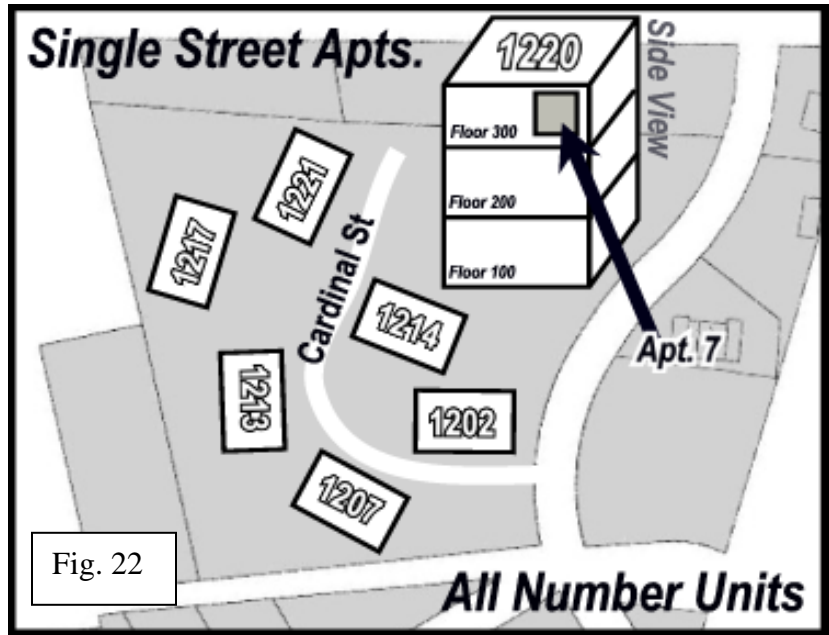 Single Street Apts.
1220
Side View
Floor 300
Floor 200
Floor 100
1221
1217
Cardinal St
1214
Apt. 7
1213
1202
1207
Fig. 22
All Number Units